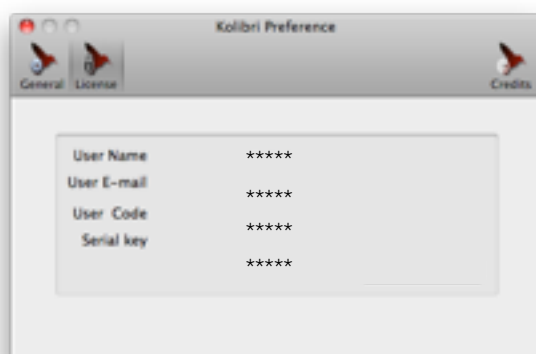 Kolibri Preference
General License Credits
User Name *****
User E-mail *****
User Code *****
Serial key *****